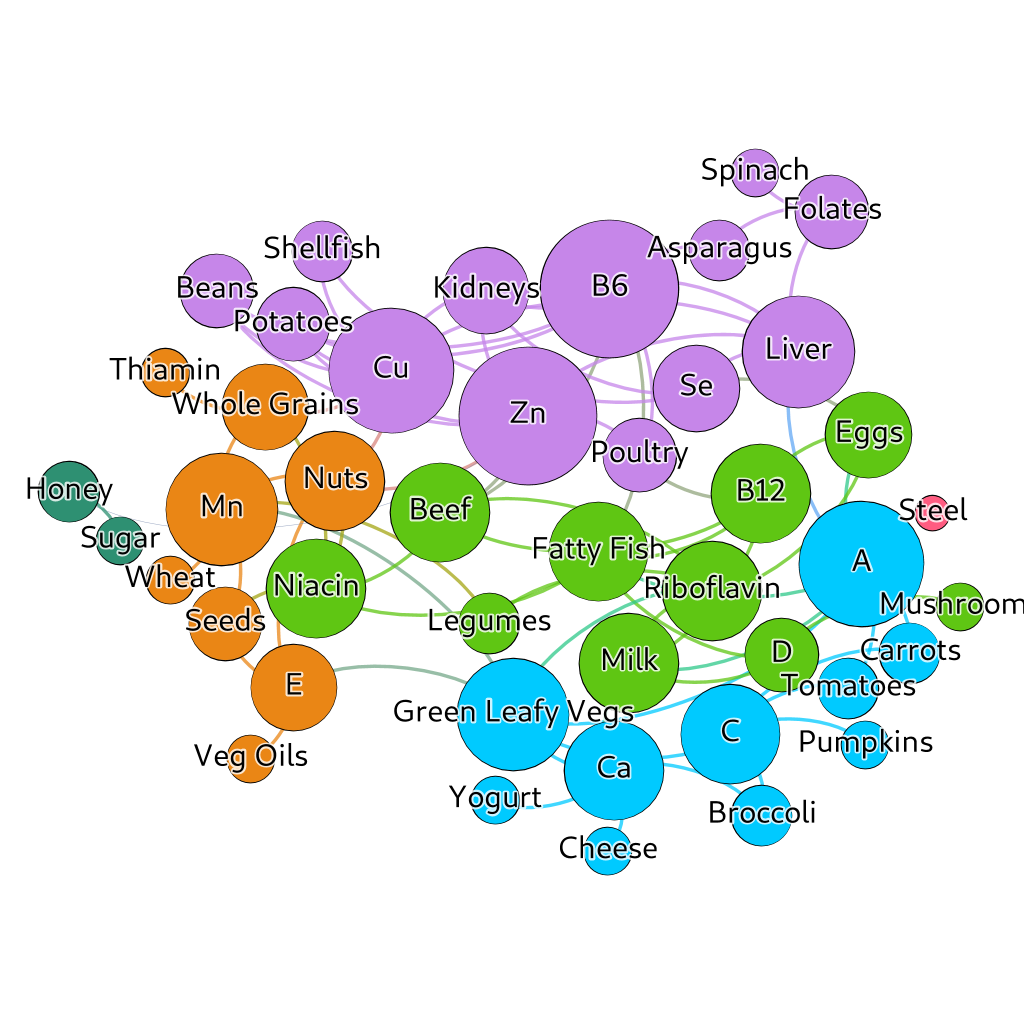 Spinach
Folates
Shellfish
Asparagus
Beans
Kidneys
B6
Potatoes
Liver
Thiamin
Cu
Se
Whole Grains
Zn
Eggs
Poultry
Nuts
Honey
Mn
Beef
B12
Steel
Sugar
Fatty Fish
A
Wheat
Niacin
Riboflavin
Mushroom
Seeds
Legumes
Carrots
Milk
D
E
Tomatoes
Green Leafy Vegs
C
Pumpkins
Veg Oils
Ca
Yogurt
Broccoli
Cheese